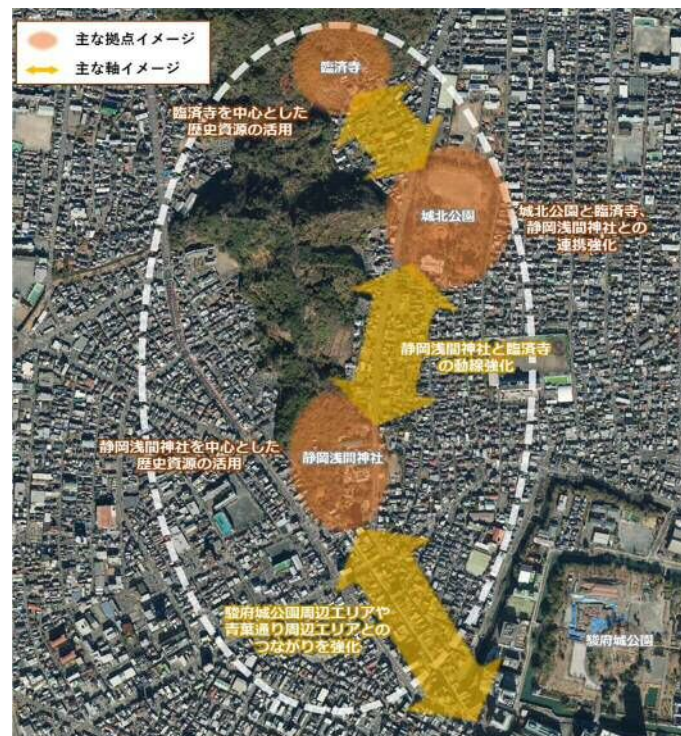 主な拠点イメージ
主な軸イメージ
臨済寺
臨済寺を中心とした
歴史資源の活用
城北公園
城北公園と臨済寺、
静岡浅間神社との
連携強化
静岡浅間神社と臨済寺
の動線強化
静岡浅間神社を中心とした
歴史資源の活用
静岡浅間神社
駿府城公園周辺エリアや
青葉通り周辺エリアとの
つながりを強化
駿府城公園